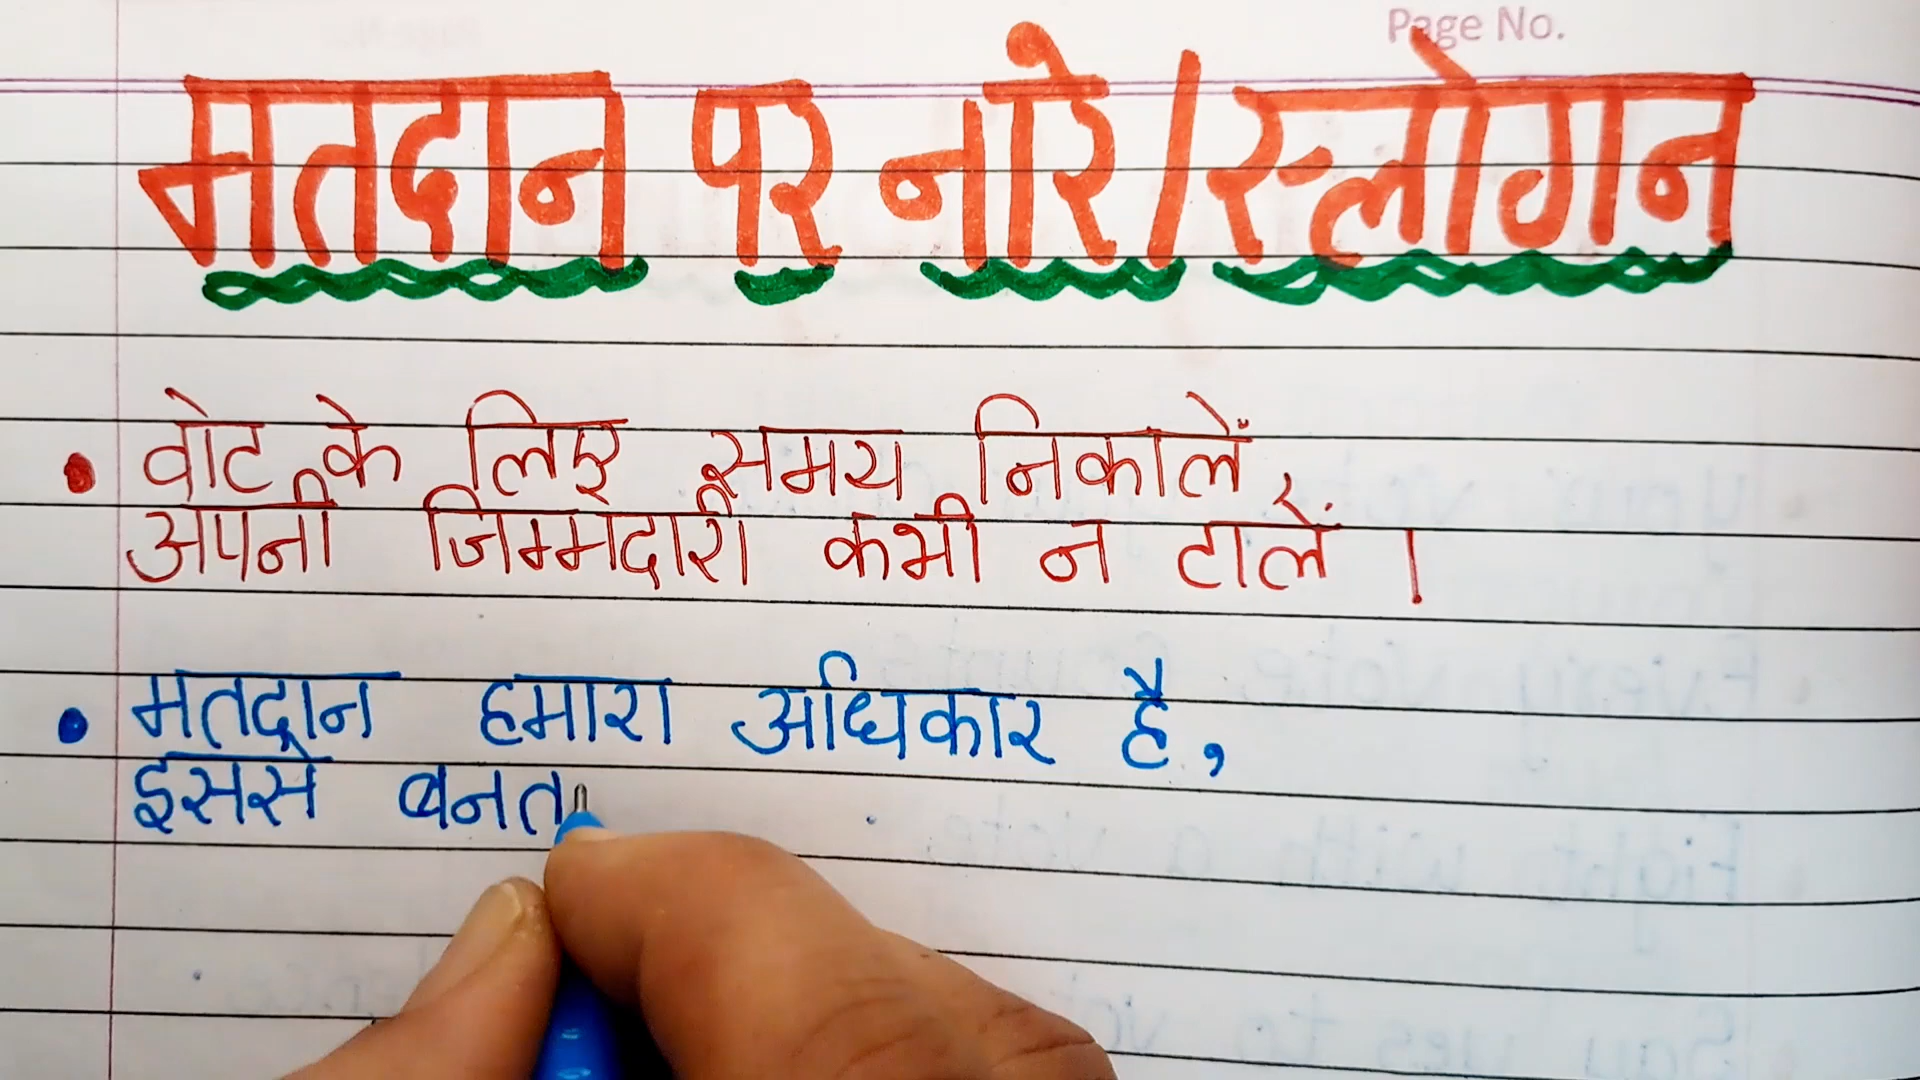 Page No.
मतदान पर नारे/स्लोगन
• वोट के लिए समय निकालें,
अपनी जिम्मेदारी कभी न टालें ।
• मतदान हमारा अधिकार है,
इससे बनत